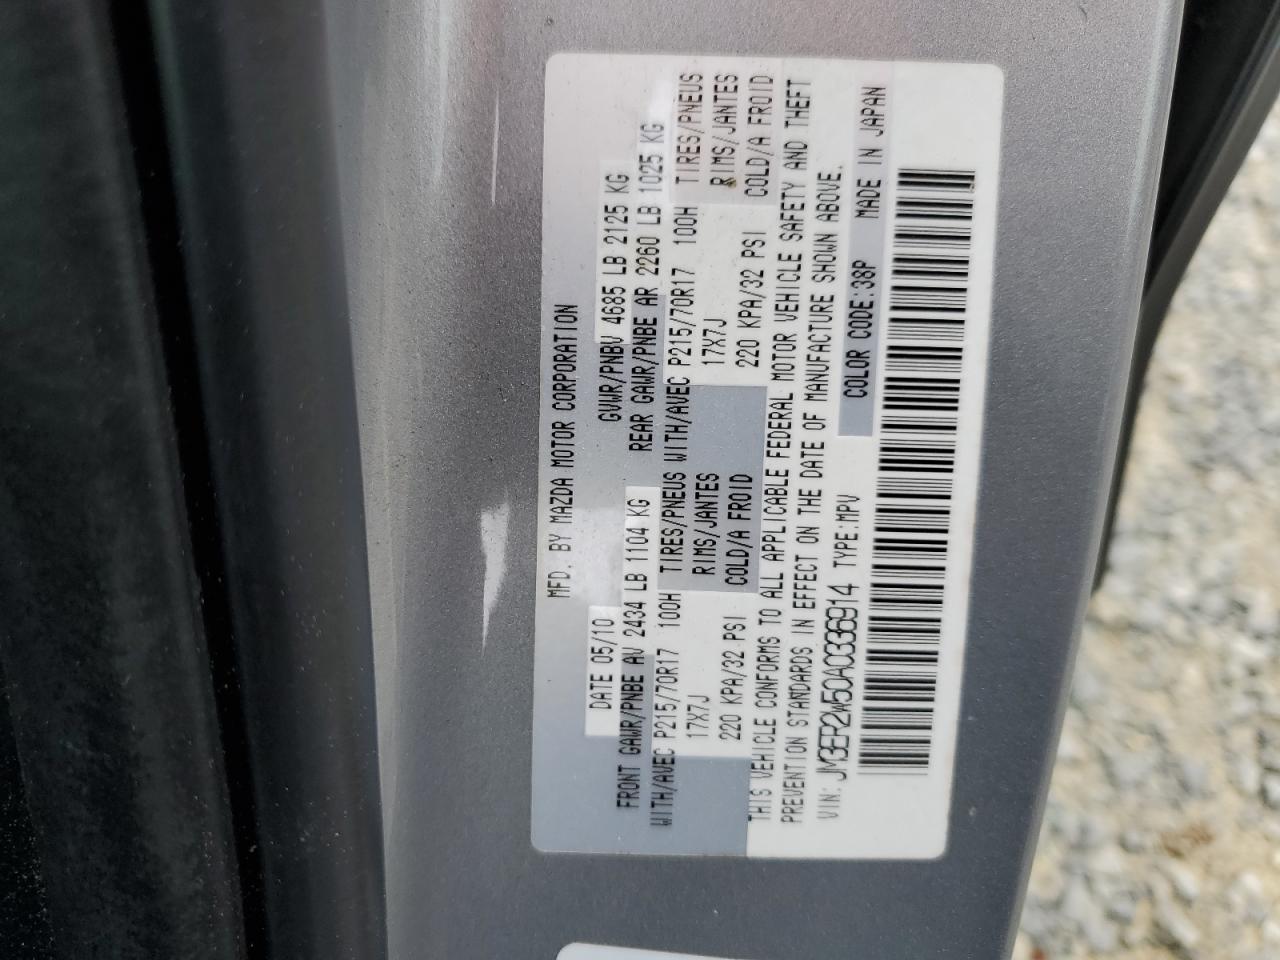 MFD. BY MAZDA MOTOR CORPORATION
DATE 05/10 GVWR/PNBV 4685 LB 2125 KG
FRONT GAWR/PNBE AV 2434 LB 1104 KG REAR GAWR/PNBE AR 2260 LB 1025 KG
WITH/AVEC P215/70R17 100H TIRES/PNEUS WITH/AVEC P215/70R17 100H TIRES/PNEUS
17X7J RIMS/JANTES 17X7J RIMS/JANTES
220 KPA/32 PSI COLD/A FROID 220 KPA/32 PSI COLD/A FROID
THIS VEHICLE CONFORMS TO ALL APPLICABLE FEDERAL MOTOR VEHICLE SAFETY AND THEFT
PREVENTION STANDARDS IN EFFECT ON THE DATE OF MANUFACTURE SHOWN ABOVE.
VIN: JM3ER2W50A0336914 TYPE:MPV COLOR CODE:38P MADE IN JAPAN